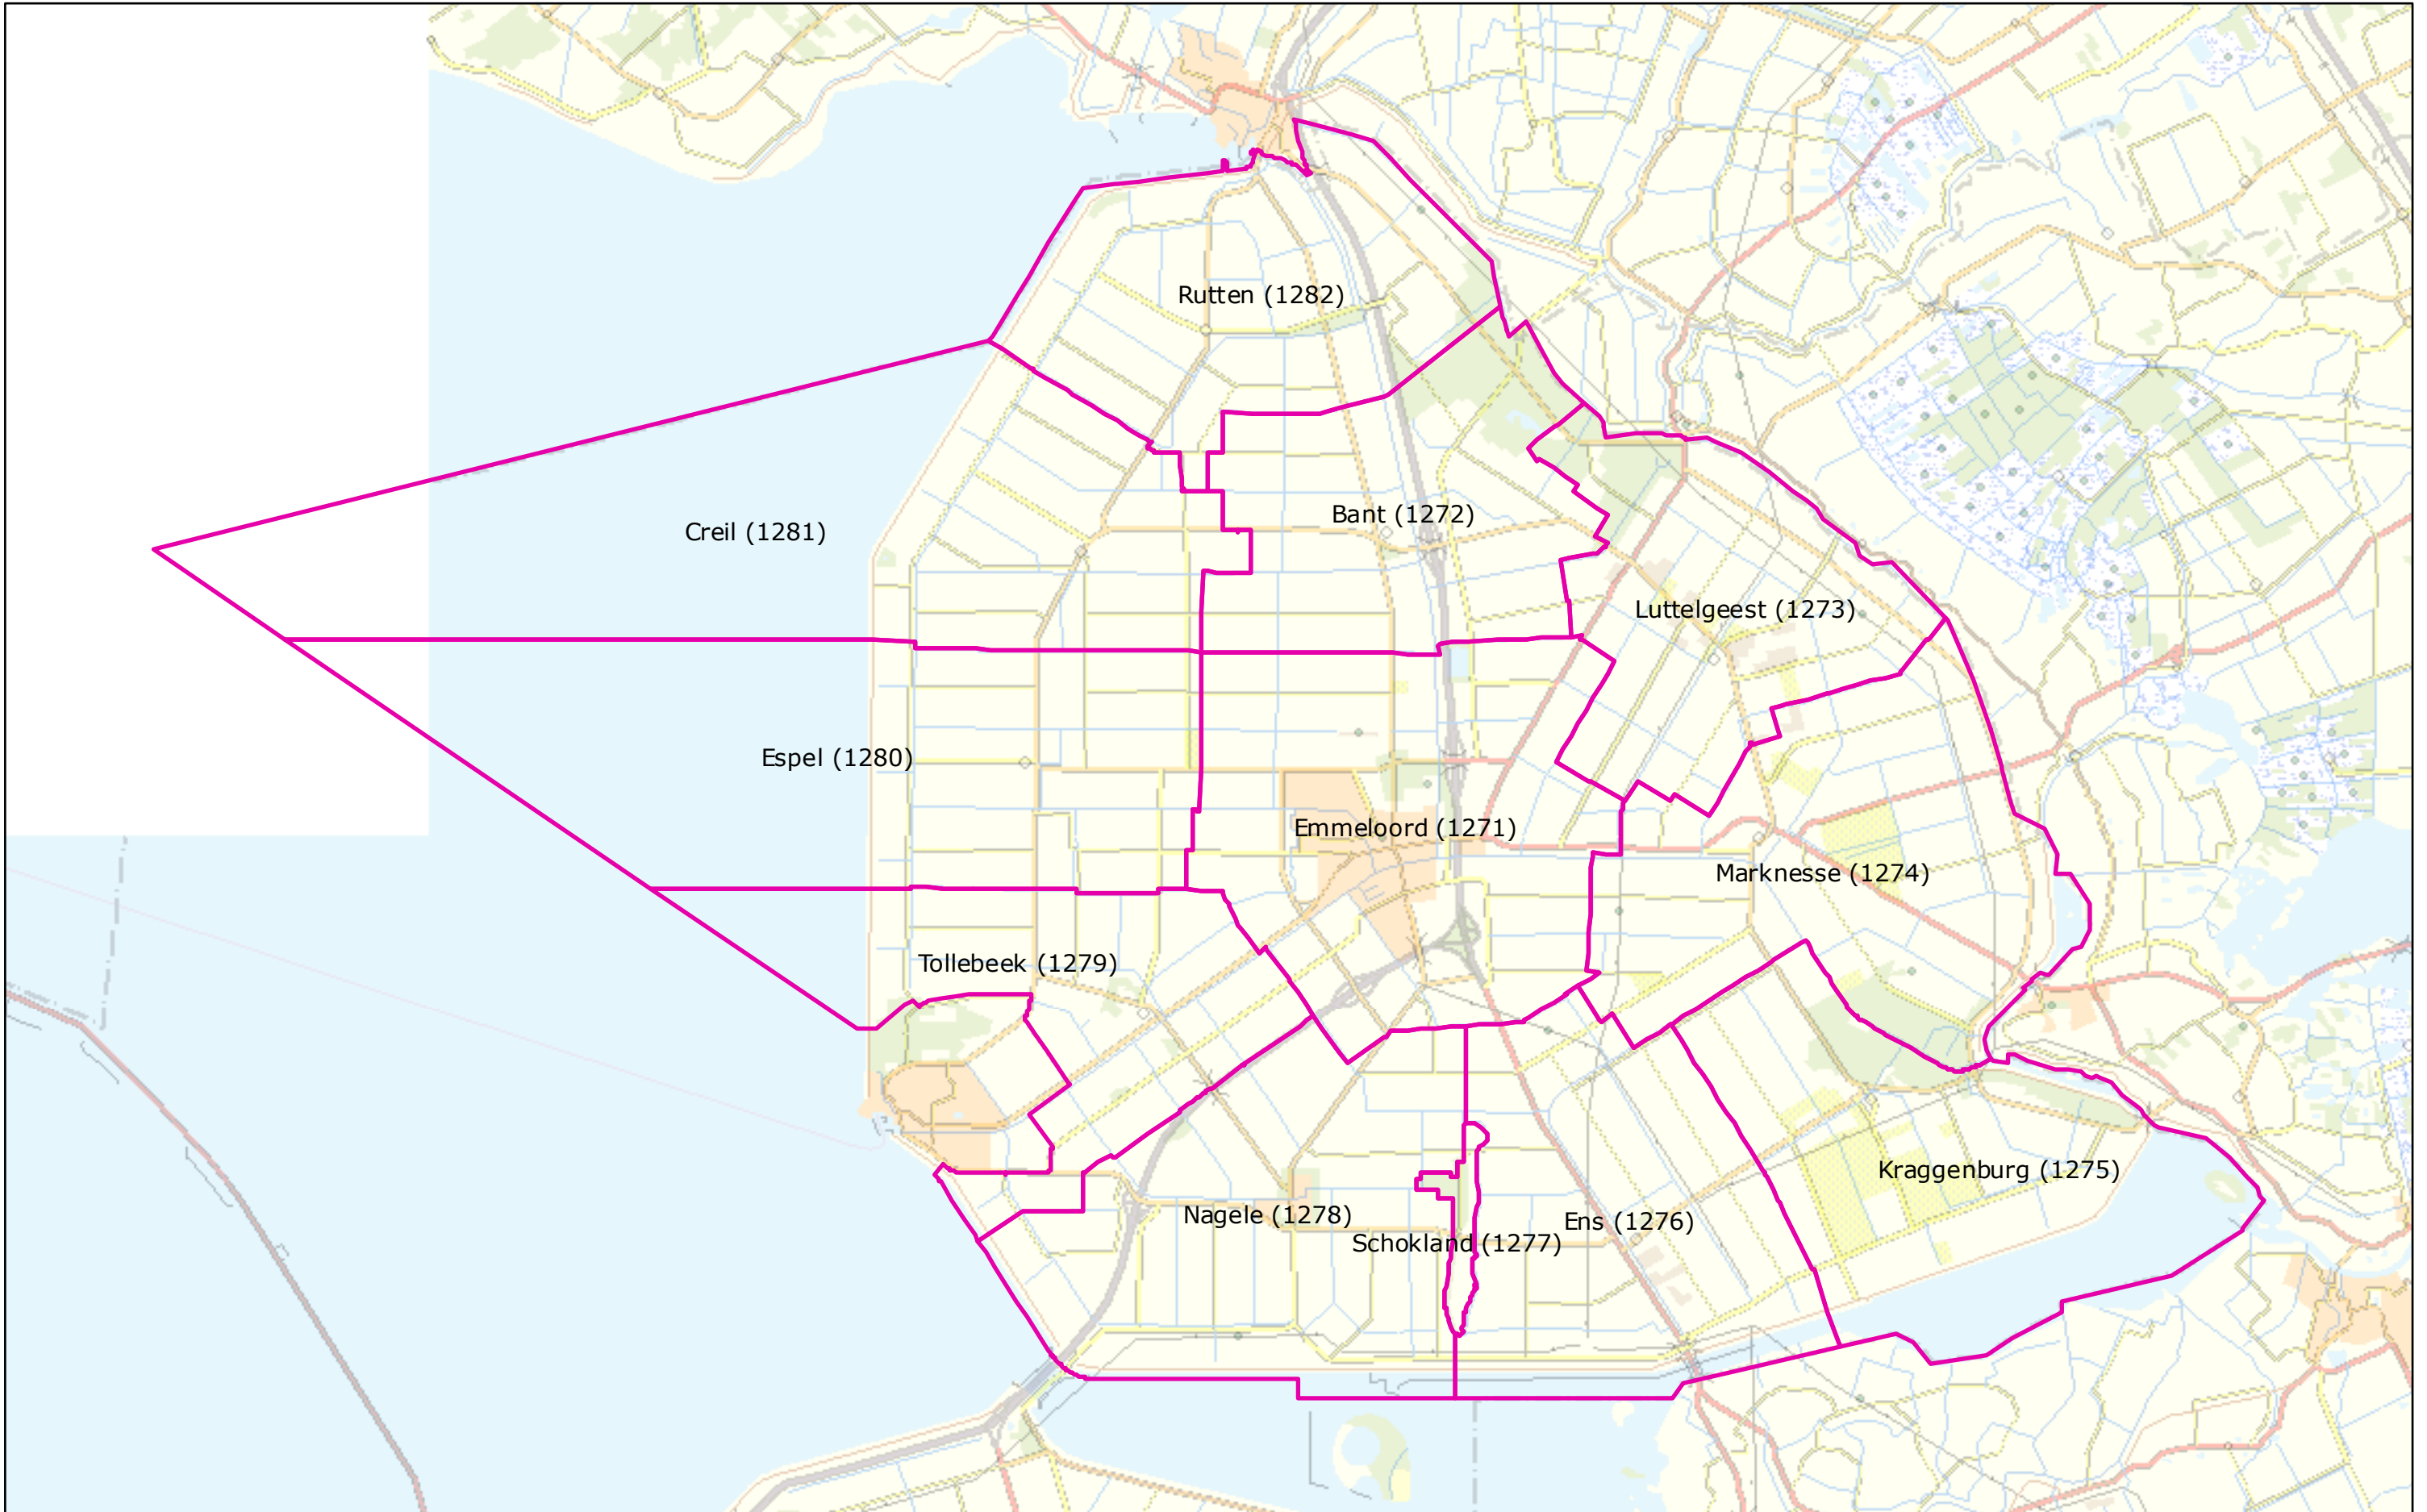 Rutten (1282)
Bant (1272)
Creil (1281)
Luttelgeest (1273)
Espel (1280)
Emmeloord (1271)
Marknesse (1274)
Tollebeek (1279)
Kraggenburg (1275)
Nagele (1278)
Ens (1276)
Schokland (1277)